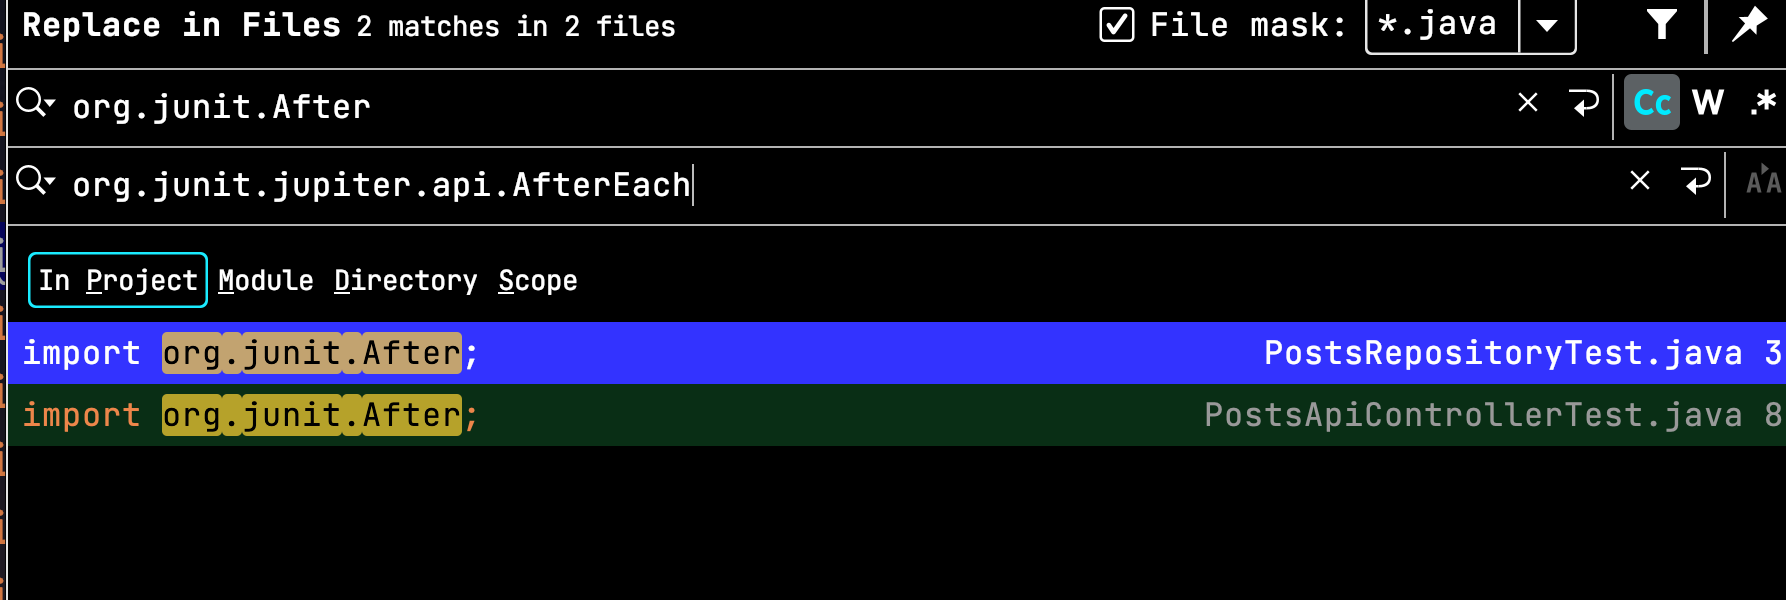 Replace in Files 2 matches in 2 files File mask: *.java
org.junit.After Cc W .*
org.junit.jupiter.api.AfterEach AA
In Project Module Directory Scope
import org.junit.After; PostsRepositoryTest.java 3
import org.junit.After; PostsApiControllerTest.java 8